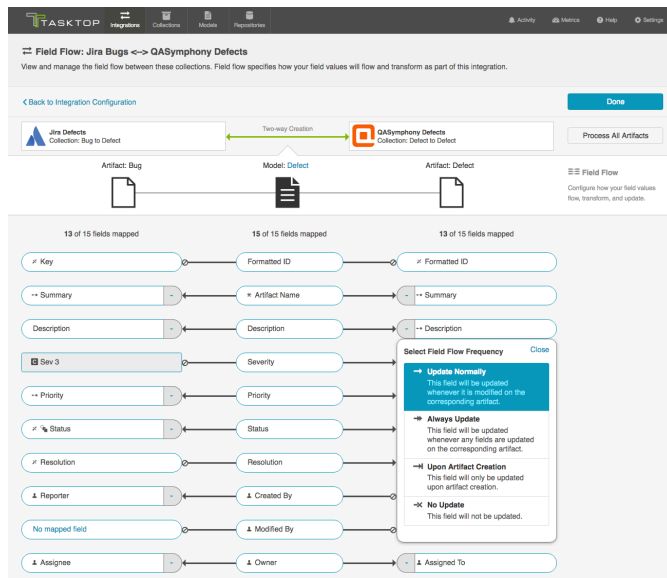 TASKTOP
Integrations
Collections
Models
Repositories
Activity
Metrics
Help
Settings
Field Flow: Jira Bugs <--> QASymphony Defects
View and manage the field flow between these collections. Field flow specifies how your field values will flow and transform as part of this integration.
Back to Integration Configuration
Done
Jira Defects
Collection: Bug to Defect
Two-way Creation
QASymphony Defects
Collection: Defect to Defect
Process All Artifacts
Artifact: Bug
Model: Defect
Artifact: Defect
Field Flow
Configure how your field values
flow, transform, and update.
13 of 15 fields mapped
15 of 15 fields mapped
13 of 15 fields mapped
Key
Formatted ID
Formatted ID
Summary
* Artifact Name
Summary
Description
Description
Description
C Sev 3
Severity
Priority
Priority
Status
Status
Resolution
Resolution
Reporter
Created By
No mapped field
Modified By
Assignee
Owner
Assigned To
Select Field Flow Frequency
Close
Update Normally
This field will be updated
whenever it is modified on the
corresponding artifact.
Always Update
This field will be updated
whenever any fields are updated
on the corresponding artifact.
Upon Artifact Creation
This field will only be updated
upon artifact creation.
No Update
This field will not be updated.